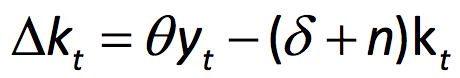 Δk_t = θy_t − (δ + n)k_t